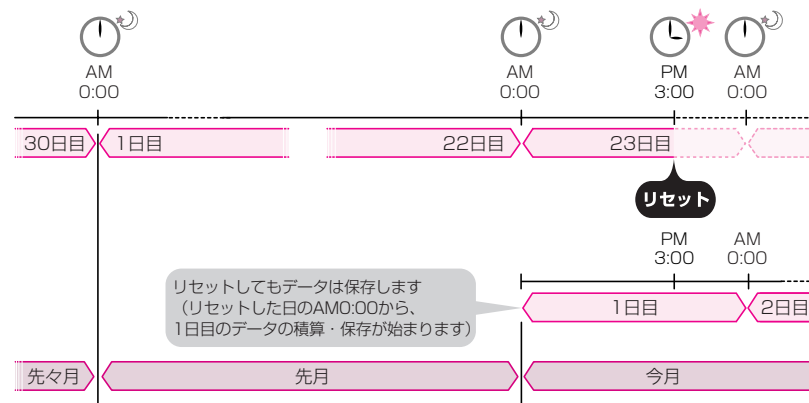 AM
0:00
AM
0:00
PM
3:00
AM
0:00
30日目
1日目
22日目
23日目
リセット
PM
3:00
AM
0:00
リセットしてもデータは保存します
（リセットした日のAM0:00から、
1日目のデータの積算・保存が始まります）
1日目
2日目
先々月
先月
今月